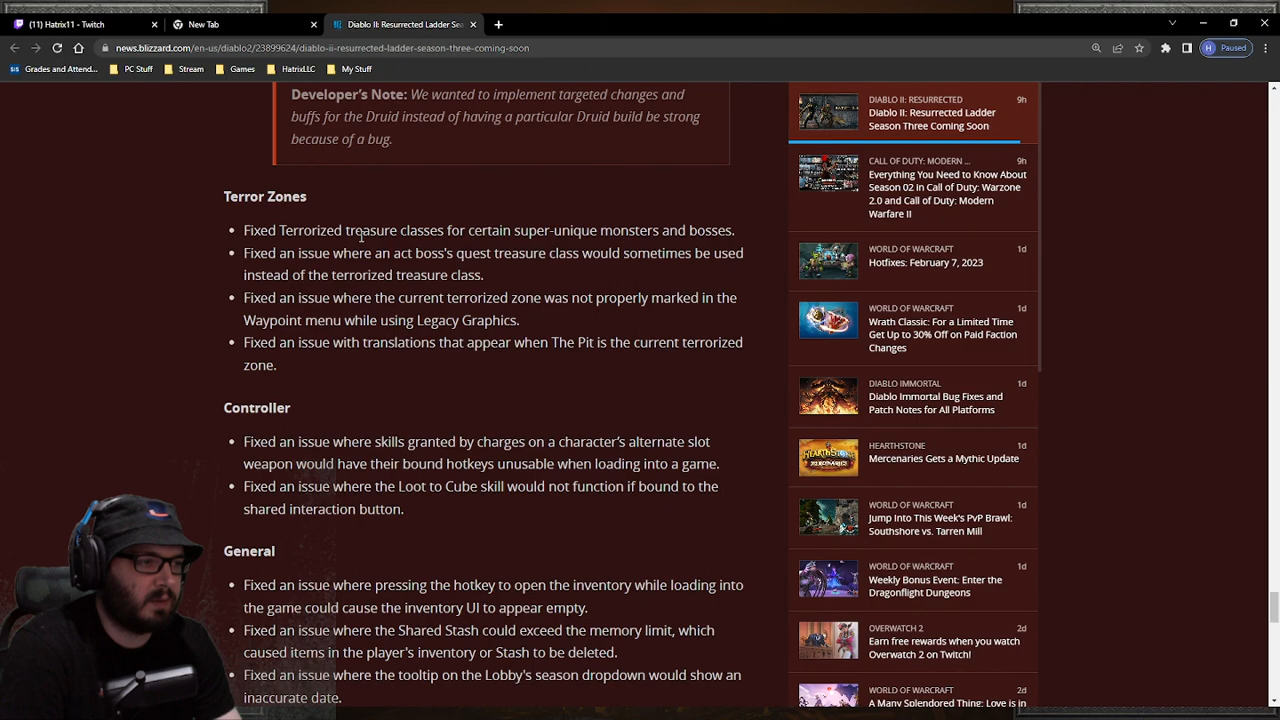 (11) Hatrix11 - Twitch
New Tab
Diablo II: Resurrected Ladder Sea
news.blizzard.com/en-us/diablo2/23899624/diablo-ii-resurrected-ladder-season-three-coming-soon
H Paused
SIS Grades and Attend...
PC Stuff
Stream
Games
HatrixLLC
My Stuff
Developer's Note: We wanted to implement targeted changes and
buffs for the Druid instead of having a particular Druid build be strong
because of a bug.
Terror Zones
• Fixed Terrorized treasure classes for certain super-unique monsters and bosses.
• Fixed an issue where an act boss's quest treasure class would sometimes be used
instead of the terrorized treasure class.
• Fixed an issue where the current terrorized zone was not properly marked in the
Waypoint menu while using Legacy Graphics.
• Fixed an issue with translations that appear when The Pit is the current terrorized
zone.
Controller
• Fixed an issue where skills granted by charges on a character's alternate slot
weapon would have their bound hotkeys unusable when loading into a game.
• Fixed an issue where the Loot to Cube skill would not function if bound to the
shared interaction button.
General
• Fixed an issue where pressing the hotkey to open the inventory while loading into
the game could cause the inventory UI to appear empty.
• Fixed an issue where the Shared Stash could exceed the memory limit, which
caused items in the player's inventory or Stash to be deleted.
• Fixed an issue where the tooltip on the Lobby's season dropdown would show an
inaccurate date.
DIABLO II: RESURRECTED 9h
Diablo II: Resurrected Ladder
Season Three Coming Soon
CALL OF DUTY: MODERN ... 9h
Everything You Need to Know About
Season 02 in Call of Duty: Warzone
2.0 and Call of Duty: Modern
Warfare II
WORLD OF WARCRAFT 1d
Hotfixes: February 7, 2023
WORLD OF WARCRAFT 1d
Wrath Classic: For a Limited Time
Get Up to 30% Off on Paid Faction
Changes
DIABLO IMMORTAL 1d
Diablo Immortal Bug Fixes and
Patch Notes for All Platforms
HEARTHSTONE 1d
Mercenaries Gets a Mythic Update
WORLD OF WARCRAFT 1d
Jump Into This Week's PvP Brawl:
Southshore vs. Tarren Mill
WORLD OF WARCRAFT 1d
Weekly Bonus Event: Enter the
Dragonflight Dungeons
OVERWATCH 2 2d
Earn free rewards when you watch
Overwatch 2 on Twitch!
WORLD OF WARCRAFT 2d
A Many Splendored Thing: Love is in